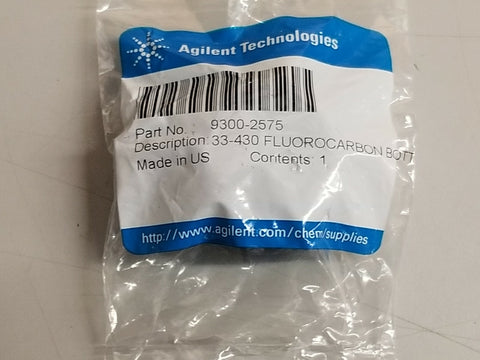 Agilent Technologies
Part No. 9300-2575
Description: 33-430 FLUOROCARBON BOTT
Made in US Contents: 1
http://www.agilent.com/chem/supplies